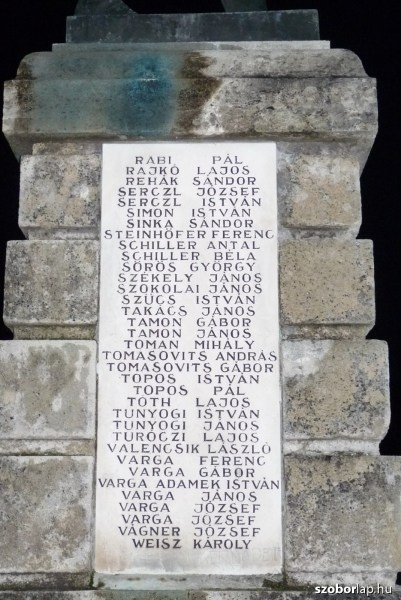 RABI PÁL
RAJKÓ LAJOS
REHÁK SÁNDOR
SERCZL JÓZSEF
SERCZL ISTVÁN
SIMON ISTVÁN
SINKA SÁNDOR
STEINHÖFER FERENC
SCHILLER ANTAL
SCHILLER BÉLA
SÖRÖS GYÖRGY
SZÉKELY JÁNOS
SZOKOLAI JÁNOS
SZÜCS ISTVÁN
TAKÁCS JÁNOS
TAMON GÁBOR
TAMON JÁNOS
TOMAN MIHÁLY
TOMASOVITS ANDRÁS
TOMASOVITS GÁBOR
TOPOS ISTVÁN
TOPOS PÁL
TÓTH LAJOS
TUNYOGI ISTVÁN
TUNYOGI JÁNOS
TURÓCZI LAJOS
VALENCSIK LÁSZLÓ
VARGA FERENC
VARGA GÁBOR
VARGA ADAMEK ISTVÁN
VARGA JÁNOS
VARGA JÓZSEF
VARGA JÓZSEF
VÁGNER JÓZSEF
WEISZ KÁROLY
szoborlap.hu